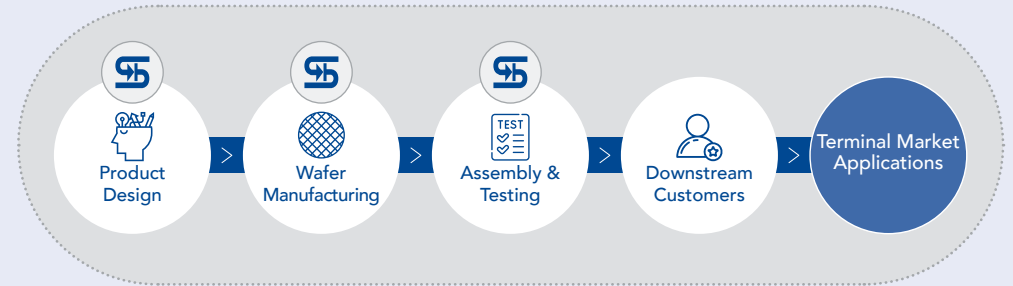 Product
Design
Wafer
Manufacturing
TEST
Assembly &
Testing
Downstream
Customers
Terminal Market
Applications